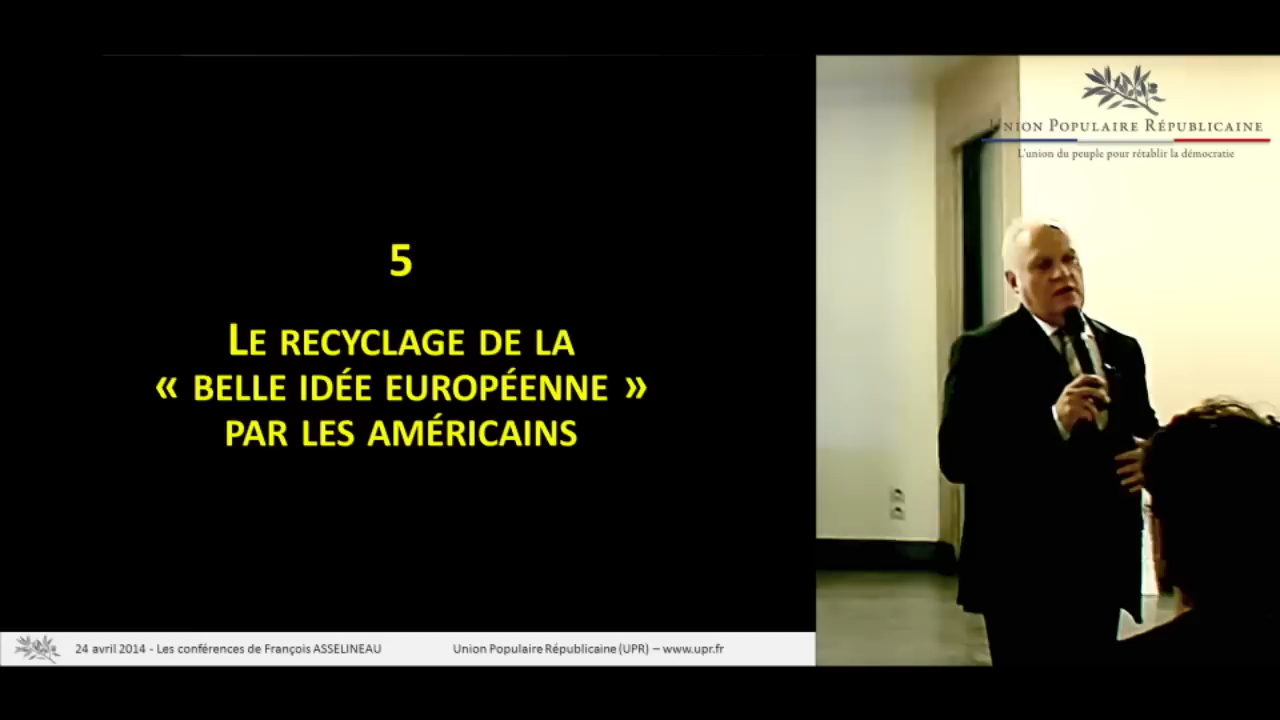 5
LE RECYCLAGE DE LA
« BELLE IDÉE EUROPÉENNE »
PAR LES AMÉRICAINS
UNION POPULAIRE RÉPUBLICAINE
L'union du peuple pour rétablir la démocratie
24 avril 2014 - Les conférences de François ASSELINEAU
Union Populaire Républicaine (UPR) – www.upr.fr